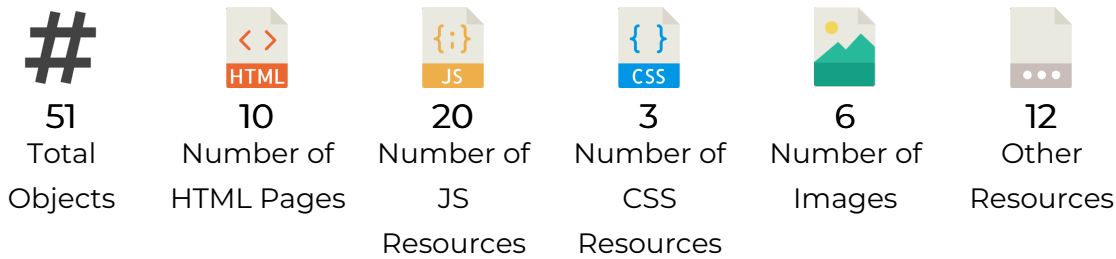 #
< >
HTML
{;}
JS
{ }
CSS
51
Total
Objects
10
Number of
HTML Pages
20
Number of
JS
Resources
3
Number of
CSS
Resources
6
Number of
Images
12
Other
Resources